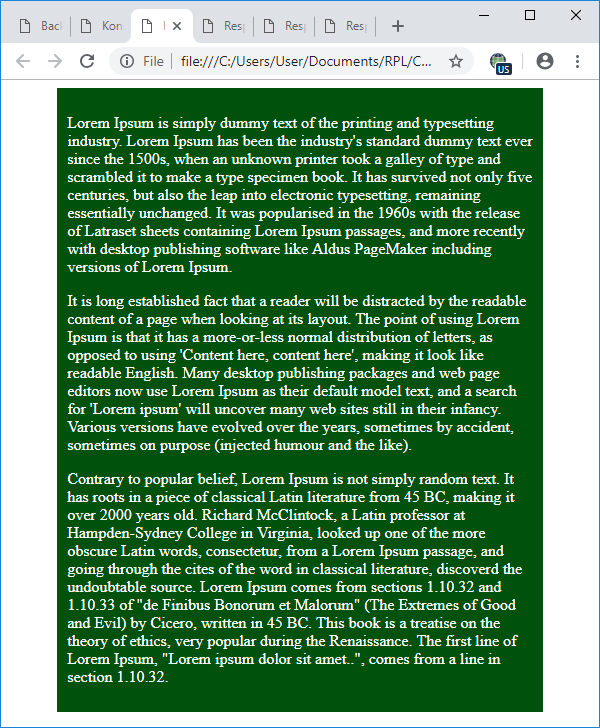 Back
Kon
Resp
Resp
Resp
File
file:///C:/Users/User/Documents/RPL/C...
US
Lorem Ipsum is simply dummy text of the printing and typesetting
industry. Lorem Ipsum has been the industry's standard dummy text ever
since the 1500s, when an unknown printer took a galley of type and
scrambled it to make a type specimen book. It has survived not only five
centuries, but also the leap into electronic typesetting, remaining
essentially unchanged. It was popularised in the 1960s with the release
of Latraset sheets containing Lorem Ipsum passages, and more recently
with desktop publishing software like Aldus PageMaker including
versions of Lorem Ipsum.
It is long established fact that a reader will be distracted by the readable
content of a page when looking at its layout. The point of using Lorem
Ipsum is that it has a more-or-less normal distribution of letters, as
opposed to using 'Content here, content here', making it look like
readable English. Many desktop publishing packages and web page
editors now use Lorem Ipsum as their default model text, and a search
for 'Lorem ipsum' will uncover many web sites still in their infancy.
Various versions have evolved over the years, sometimes by accident,
sometimes on purpose (injected humour and the like).
Contrary to popular belief, Lorem Ipsum is not simply random text. It
has roots in a piece of classical Latin literature from 45 BC, making it
over 2000 years old. Richard McClintock, a Latin professor at
Hampden-Sydney College in Virginia, looked up one of the more
obscure Latin words, consectetur, from a Lorem Ipsum passage, and
going through the cites of the word in classical literature, discoverd the
undoubtable source. Lorem Ipsum comes from sections 1.10.32 and
1.10.33 of "de Finibus Bonorum et Malorum" (The Extremes of Good
and Evil) by Cicero, written in 45 BC. This book is a treatise on the
theory of ethics, very popular during the Renaissance. The first line of
Lorem Ipsum, "Lorem ipsum dolor sit amet..", comes from a line in
section 1.10.32.